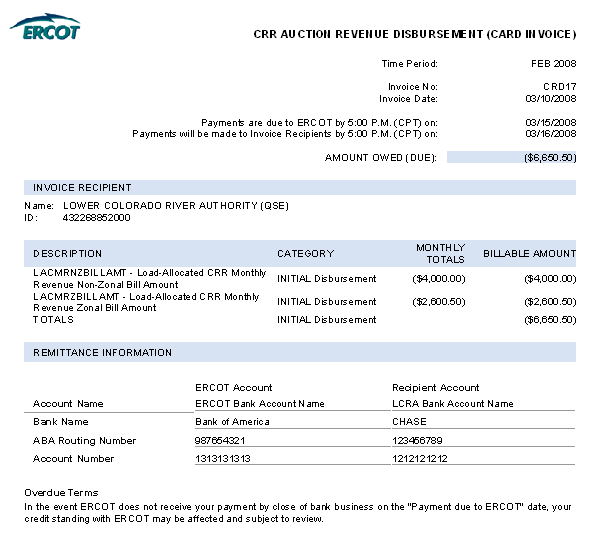 ERCOT
CRR AUCTION REVENUE DISBURSEMENT (CARD INVOICE)
Time Period: FEB 2008
Invoice No: CRD17
Invoice Date: 03/10/2008
Payments are due to ERCOT by 5:00 P.M. (CPT) on: 03/15/2008
Payments will be made to Invoice Recipients by 5:00 P.M. (CPT) on: 03/16/2008
AMOUNT OWED (DUE): ($6,650.50)
INVOICE RECIPIENT
Name: LOWER COLORADO RIVER AUTHORITY (QSE)
ID: 432268852000
MONTHLY
DESCRIPTION CATEGORY TOTALS BILLABLE AMOUNT
LACMRNZBILLAMT - Load-Allocated CRR Monthly
Revenue Non-Zonal Bill Amount INITIAL Disbursement ($4,000.00) ($4,000.00)
LACMRZBILLAMT - Load-Allocated CRR Monthly
Revenue Zonal Bill Amount INITIAL Disbursement ($2,600.50) ($2,600.50)
TOTALS INITIAL Disbursement ($6,650.50)
REMITTANCE INFORMATION
ERCOT Account Recipient Account
Account Name ERCOT Bank Account Name LCRA Bank Account Name
Bank Name Bank of America CHASE
ABA Routing Number 987654321 123456789
Account Number 1313131313 1212121212
Overdue Terms
In the event ERCOT does not receive your payment by close of bank business on the "Payment due to ERCOT" date, your
credit standing with ERCOT may be affected and subject to review.